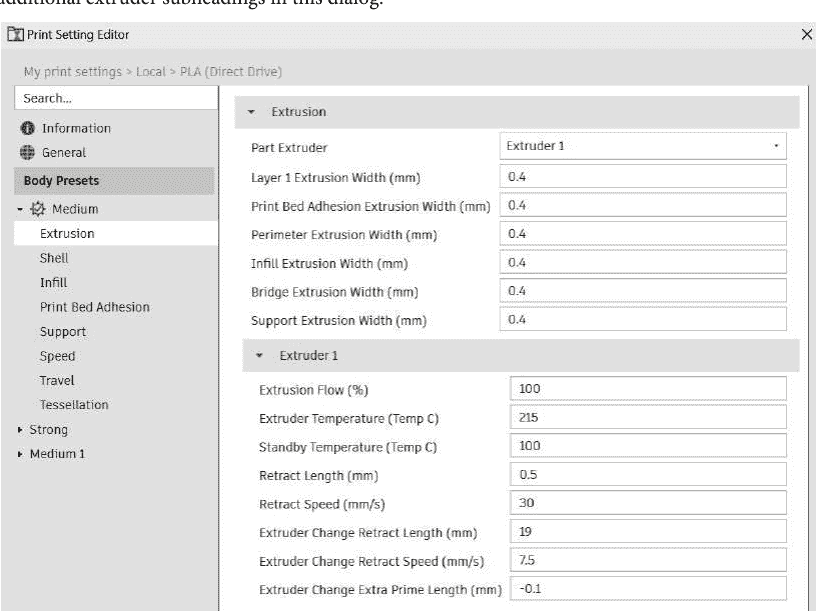 additional extruder subheadings in this dialog.
Print Setting Editor
My print settings > Local > PLA (Direct Drive)
Search...
Information
General
Body Presets
Medium
Extrusion
Shell
Infill
Print Bed Adhesion
Support
Speed
Travel
Tessellation
Strong
Medium 1
Extrusion
Part Extruder Extruder 1
Layer 1 Extrusion Width (mm) 0.4
Print Bed Adhesion Extrusion Width (mm) 0.4
Perimeter Extrusion Width (mm) 0.4
Infill Extrusion Width (mm) 0.4
Bridge Extrusion Width (mm) 0.4
Support Extrusion Width (mm) 0.4
Extruder 1
Extrusion Flow (%) 100
Extruder Temperature (Temp C) 215
Standby Temperature (Temp C) 100
Retract Length (mm) 0.5
Retract Speed (mm/s) 30
Extruder Change Retract Length (mm) 19
Extruder Change Retract Speed (mm/s) 7.5
Extruder Change Extra Prime Length (mm) -0.1